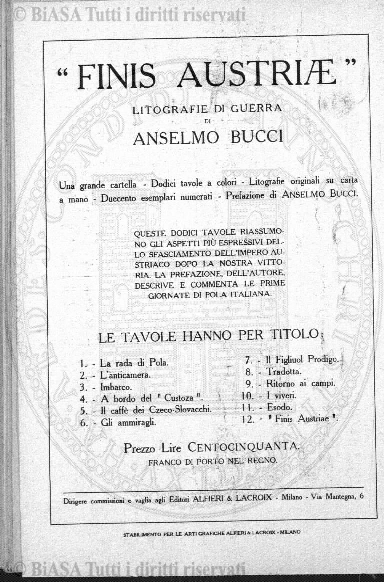 © BiASA Tutti i diritti riservati
" FINIS AUSTRIÆ "
LITOGRAFIE DI GUERRA
DI
ANSELMO BUCCI
Una grande cartella - Dodici tavole a colori - Litografie originali su carta
a mano - Duecento esemplari numerati - Prefazione di ANSELMO BUCCI.
QUESTE DODICI TAVOLE RIASSUMO-
NO GLI ASPETTI PIÙ ESPRESSIVI DEL-
LO SFASCIAMENTO DELL'IMPERO AU-
STRIACO DOPO LA NOSTRA VITTO-
RIA. LA PREFAZIONE, DELL'AUTORE,
DESCRIVE E COMMENTA LE PRIME
GIORNATE DI POLA ITALIANA.
LE TAVOLE HANNO PER TITOLO:
1. - La rada di Pola.
2. - L'anticamera.
3. - Imbarco.
4. - A bordo del " Custoza ".
5. - Il caffè dei Czeco-Slovacchi.
6. - Gli ammiragli.
7. - Il Figliuol Prodigo.
8. - Tradotta.
9. - Ritorno ai campi.
10. - I viveri.
11. - Esodo.
12. - " Finis Austriae ".
Prezzo Lire CENTOCINQUANTA.
FRANCO DI PORTO NEL REGNO.
Dirigere commissioni e vaglia agli Editori ALFIERI & LACROIX - Milano - Via Mantegna, 6
STABILIMENTO PER LE ARTI GRAFICHE ALFIERI & LACROIX - MILANO
© BiASA Tutti i diritti riservati